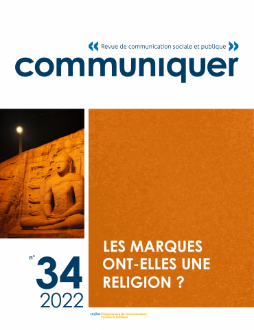 « Revue de communication sociale et publique »
communiquer
LES MARQUES
ONT-ELLES UNE
RELIGION ?
n° 34
2022